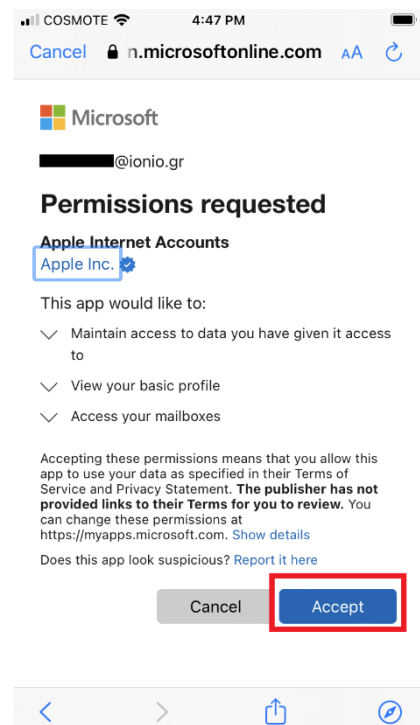 COSMOTE 4:47 PM
Cancel n.microsoftonline.com AA
Microsoft
@ionio.gr
Permissions requested
Apple Internet Accounts
Apple Inc.
This app would like to:
Maintain access to data you have given it access
to
View your basic profile
Access your mailboxes
Accepting these permissions means that you allow this
app to use your data as specified in their Terms of
Service and Privacy Statement. The publisher has not
provided links to their Terms for you to review. You
can change these permissions at
https://myapps.microsoft.com. Show details
Does this app look suspicious? Report it here
Cancel Accept